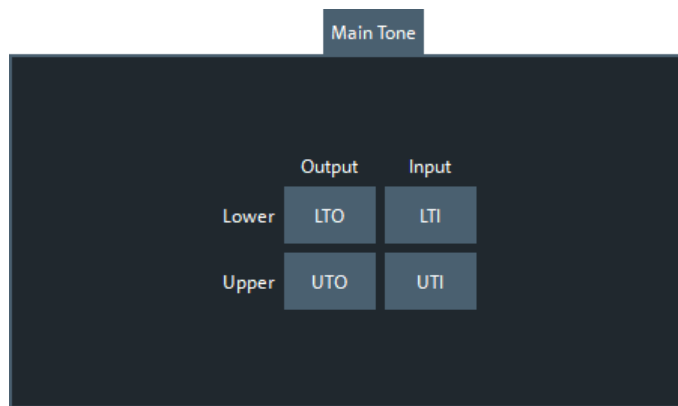 Main Tone
Output Input
Lower LTO LTI
Upper UTO UTI